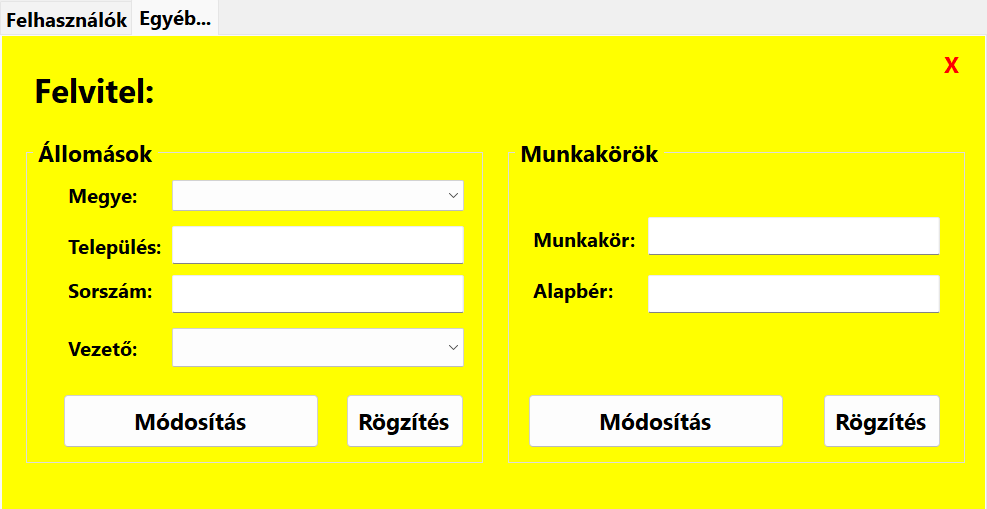 Felhasználók
Egyéb...
X
Felvitel:
Állomások
Megye:
Település:
Sorszám:
Vezető:
Módosítás
Rögzítés
Munkakörök
Munkakör:
Alapbér:
Módosítás
Rögzítés